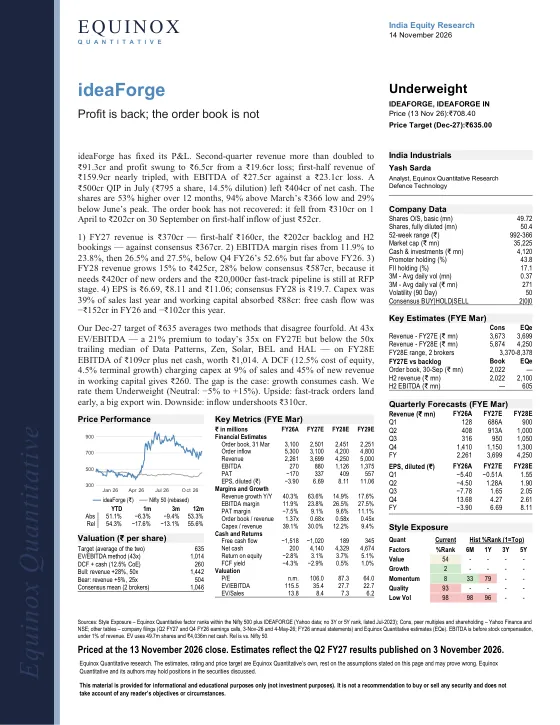 EQUINOX
QUANTITATIVE
India Equity Research
14 November 2026
ideaForge
Profit is back; the order book is not
Underweight
IDEAFORGE, IDEAFORGE IN
Price (13 Nov 26):₹708.40
Price Target (Dec-27):₹635.00
ideaForge has fixed its P&L. Second-quarter revenue more than doubled to
₹91.3cr and profit swung to ₹6.5cr from a ₹19.6cr loss; first-half revenue of
₹159.9cr nearly tripled, with EBITDA of ₹27.5cr against a ₹23.1cr loss. A
₹500cr QIP in July (₹795 a share, 14.5% dilution) left ₹404cr of net cash. The
shares are 53% higher over 12 months, 94% above March's ₹366 low and 29%
below June's peak. The order book has not recovered: it fell from ₹310cr on 1
April to ₹202cr on 30 September on first-half inflow of just ₹52cr.
1) FY27 revenue is ₹370cr — first-half ₹160cr, the ₹202cr backlog and H2
bookings — against consensus ₹367cr. 2) EBITDA margin rises from 11.9% to
23.8%, then 26.5% and 27.5%, below Q4 FY26's 52.6% but far above FY26. 3)
FY28 revenue grows 15% to ₹425cr, 28% below consensus ₹587cr, because it
needs ₹420cr of new orders and the ₹20,000cr fast-track pipeline is still at RFP
stage. 4) EPS is ₹6.69, ₹8.11 and ₹11.06; consensus FY28 is ₹19.7. Capex was
39% of sales last year and working capital absorbed ₹88cr: free cash flow was
−₹152cr in FY26 and −₹102cr this year.
Our Dec-27 target of ₹635 averages two methods that disagree fourfold. At 43x
EV/EBITDA — a 21% premium to today's 35x on FY27E but below the 50x
trailing median of Data Patterns, Zen, Solar, BEL and HAL — on FY28E
EBITDA of ₹109cr plus net cash, worth ₹1,014. A DCF (12.5% cost of equity,
4.5% terminal growth) charging capex at 9% of sales and 45% of new revenue
in working capital gives ₹260. The gap is the case: growth consumes cash. We
rate them Underweight (Neutral: −5% to +15%). Upside: fast-track orders land
early, a big export win. Downside: inflow undershoots ₹310cr.
India Industrials
Yash Sarda
Analyst, Equinox Quantitative Research
Defence Technology
Company Data
Shares O/S, basic (mn) 49.72
Shares, fully diluted (mn) 50.4
52-week range (₹) 992-366
Market cap (₹ mn) 35,225
Cash & investments (₹ mn) 4,120
Promoter holding (%) 43.8
FII holding (%) 17.1
3M - Avg daily vol (mn) 0.37
3M - Avg daily val (₹ mn) 271
Volatility (90 Day) 50
Consensus BUY|HOLD|SELL 2|0|0
Key Estimates (FYE Mar)
Cons EQe
Revenue - FY27E (₹ mn) 3,673 3,699
Revenue - FY28E (₹ mn) 5,874 4,250
FY28E range, 2 brokers 3,370-8,378
FY27E vs backlog Book EQe
Order book, 30-Sep (₹ mn) 2,022 —
H2 revenue (₹ mn) 2,022 2,100
H2 EBITDA (₹ mn) — 605
Quarterly Forecasts (FYE Mar)
Revenue (₹ mn) FY26A FY27E FY28E
Q1 128 686A 900
Q2 408 913A 1,000
Q3 316 950 1,050
Q4 1,410 1,150 1,300
FY 2,261 3,699 4,250
EPS, diluted (₹) FY26A FY27E FY28E
Q1 −5.40 −0.51A 1.55
Q2 −4.50 1.28A 1.90
Q3 −7.78 1.65 2.05
Q4 13.68 4.27 2.61
FY −3.90 6.69 8.11
Style Exposure
Quant Current Hist %Rank (1=Top)
Factors %Rank 6M 1Y 3Y 5Y
Value 54 - - - -
Growth 2 - - - -
Momentum 8 33 79 - -
Quality 93 - - - -
Low Vol 98 98 96 - -
Price Performance
900
700
500
300
Jan 26 Apr 26 Jul 26 Oct 26
ideaForge (₹) Nifty 50 (rebased)
YTD 1m 3m 12m
Abs 51.1% −6.3% −9.4% 53.3%
Rel 54.3% −17.6% −13.1% 55.6%
Valuation (₹ per share)
Target (average of the two) 635
EV/EBITDA method (43x) 1,014
DCF + cash (12.5% CoE) 260
Bull: revenue +28%, 50x 1,442
Bear: revenue +5%, 25x 504
Consensus mean (2 brokers) 1,048
Key Metrics (FYE Mar)
₹ in millions FY26A FY27E FY28E FY29E
Financial Estimates
Order book, 31 Mar 3,100 2,501 2,451 2,251
Order inflow 5,300 3,100 4,200 4,800
Revenue 2,261 3,699 4,250 5,000
EBITDA 270 880 1,126 1,375
PAT −170 337 409 557
EPS, diluted (₹) −3.90 6.69 8.11 11.06
Margins and Growth
Revenue growth Y/Y 40.3% 63.6% 14.9% 17.6%
EBITDA margin 11.9% 23.8% 26.5% 27.5%
PAT margin −7.5% 9.1% 9.6% 11.1%
Order book / revenue 1.37x 0.68x 0.58x 0.45x
Capex / revenue 39.1% 30.0% 12.2% 9.4%
Cash and Returns
Free cash flow −1,518 −1,020 189 345
Net cash 200 4,140 4,329 4,674
Return on equity −2.8% 3.1% 3.7% 5.1%
FCF yield −4.3% −2.9% 0.5% 1.0%
Valuation
P/E n.m. 106.0 87.3 64.0
EV/EBITDA 115.5 35.4 27.7 22.7
EV/Sales 13.8 8.4 7.3 6.2
Equinox Quantitative
Sources: Style Exposure – Equinox Quantitative factor ranks within the Nifty 500 plus IDEAFORGE (Yahoo data; no 3Y or 5Y rank, listed Jul-2023); Cons, peer multiples and shareholding – Yahoo Finance and
NSE; other tables – company filings (Q2 FY27 and Q4 FY26 earnings calls, 3-Nov-26 and 4-May-26; FY26 annual statements) and Equinox Quantitative estimates (EQe). EBITDA is before stock compensation,
under 1% of revenue. EV uses 49.7mn shares and ₹4,036mn net cash. Rel is vs. Nifty 50.
Priced at the 13 November 2026 close. Estimates reflect the Q2 FY27 results published on 3 November 2026.
Equinox Quantitative research. The estimates, rating and price target are Equinox Quantitative's own, rest on the assumptions stated on this page and may prove wrong. Equinox
Quantitative and its authors may hold positions in the securities discussed.
This material is provided for informational and educational purposes only (not investment purposes). It is not a recommendation to buy or sell any security and does not
take account of any reader's objectives or circumstances.